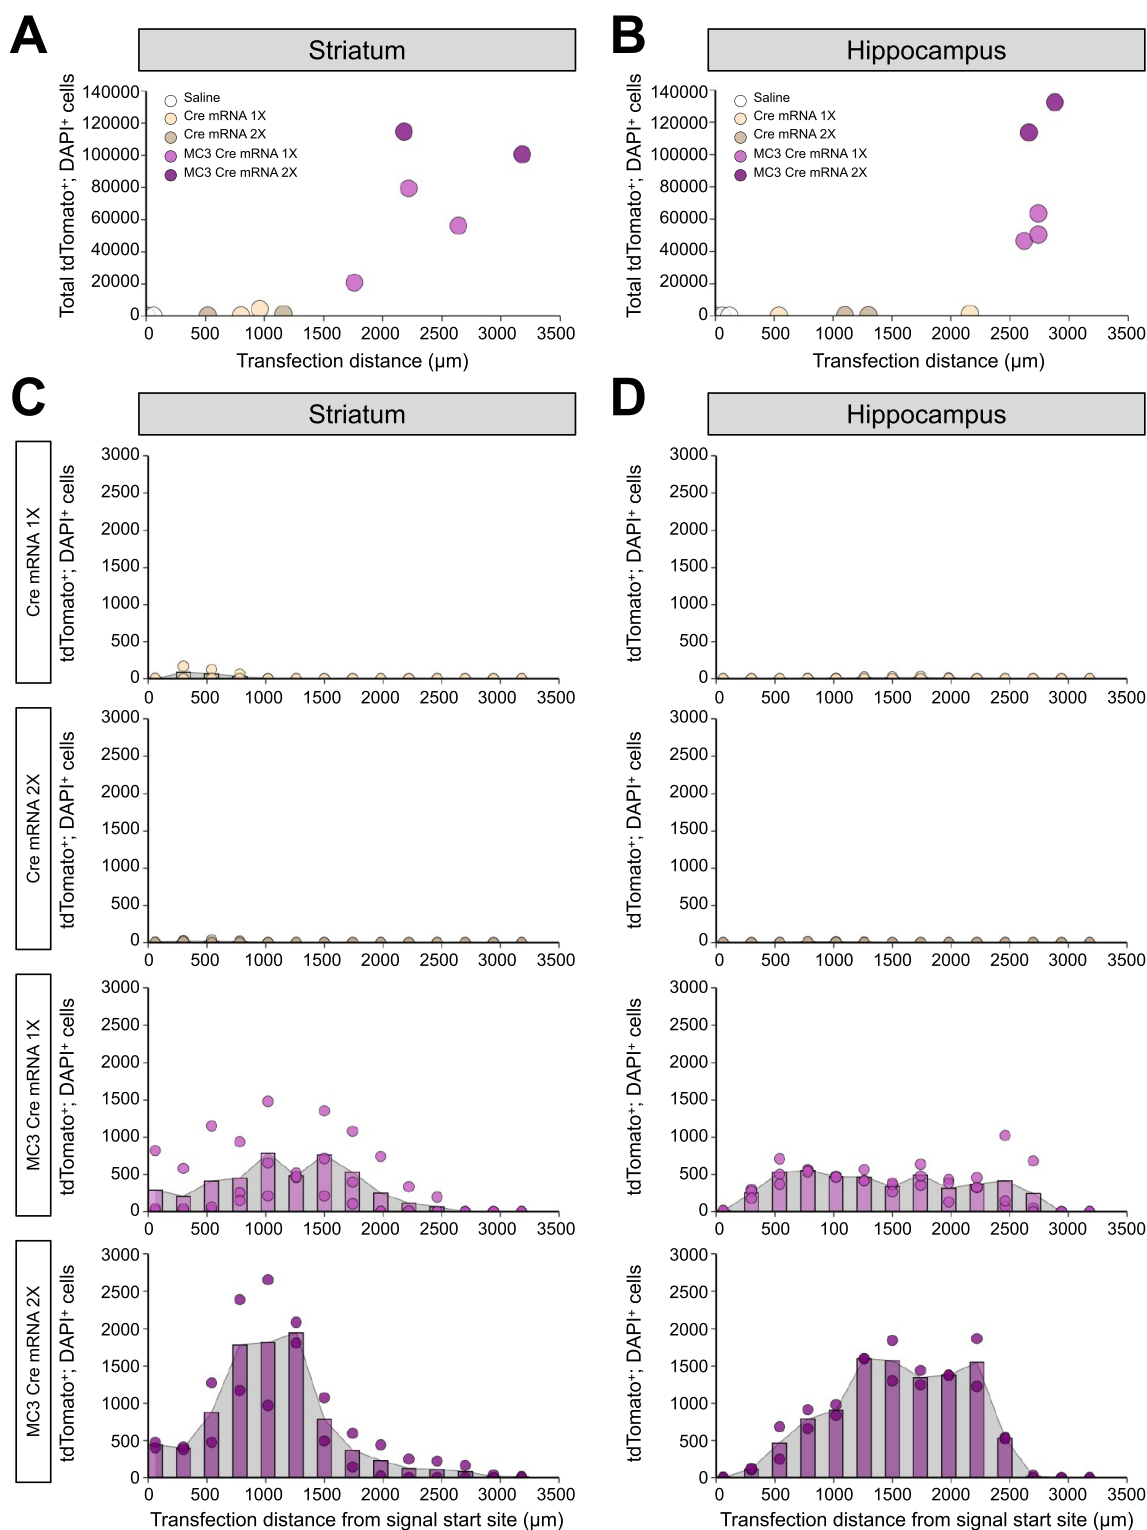 A
Striatum
Total tdTomato⁺; DAPI⁺ cells
140000
120000
100000
80000
60000
40000
20000
0
Saline
Cre mRNA 1X
Cre mRNA 2X
MC3 Cre mRNA 1X
MC3 Cre mRNA 2X
0 500 1000 1500 2000 2500 3000 3500
Transfection distance (µm)
B
Hippocampus
Total tdTomato⁺; DAPI⁺ cells
140000
120000
100000
80000
60000
40000
20000
0
Saline
Cre mRNA 1X
Cre mRNA 2X
MC3 Cre mRNA 1X
MC3 Cre mRNA 2X
0 500 1000 1500 2000 2500 3000 3500
Transfection distance (µm)
C
Striatum
D
Hippocampus
Cre mRNA 1X
tdTomato⁺; DAPI⁺ cells
3000
2500
2000
1500
1000
500
0
0 500 1000 1500 2000 2500 3000 3500
tdTomato⁺; DAPI⁺ cells
3000
2500
2000
1500
1000
500
0
0 500 1000 1500 2000 2500 3000 3500
Cre mRNA 2X
tdTomato⁺; DAPI⁺ cells
3000
2500
2000
1500
1000
500
0
0 500 1000 1500 2000 2500 3000 3500
tdTomato⁺; DAPI⁺ cells
3000
2500
2000
1500
1000
500
0
0 500 1000 1500 2000 2500 3000 3500
MC3 Cre mRNA 1X
tdTomato⁺; DAPI⁺ cells
3000
2500
2000
1500
1000
500
0
0 500 1000 1500 2000 2500 3000 3500
tdTomato⁺; DAPI⁺ cells
3000
2500
2000
1500
1000
500
0
0 500 1000 1500 2000 2500 3000 3500
MC3 Cre mRNA 2X
tdTomato⁺; DAPI⁺ cells
3000
2500
2000
1500
1000
500
0
0 500 1000 1500 2000 2500 3000 3500
Transfection distance from signal start site (µm)
tdTomato⁺; DAPI⁺ cells
3000
2500
2000
1500
1000
500
0
0 500 1000 1500 2000 2500 3000 3500
Transfection distance from signal start site (µm)